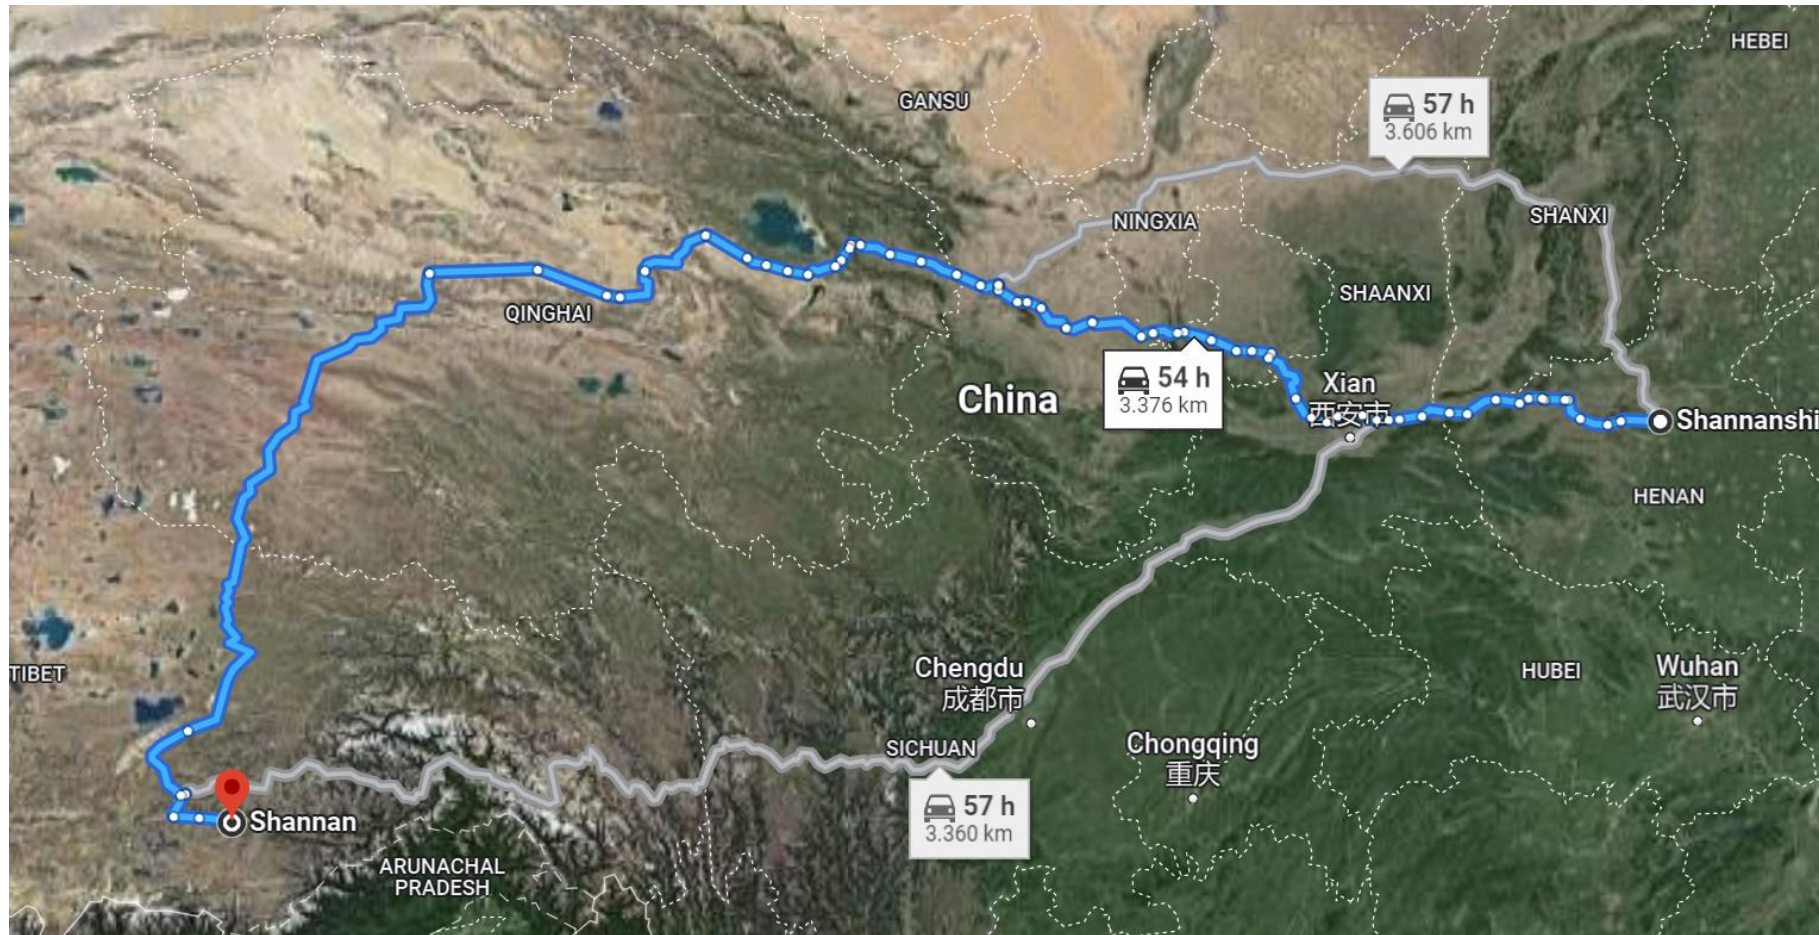 HEBEI
GANSU
57 h
3.606 km
NINGXIA
SHANXI
SHAANXI
QINGHAI
54 h
3.376 km
China
Xian
西安市
Shannanshi
HENAN
TIBET
Chengdu
成都市
HUBEI
Wuhan
武汉市
SICHUAN
Chongqing
重庆
57 h
3.360 km
Shannan
ARUNACHAL
PRADESH